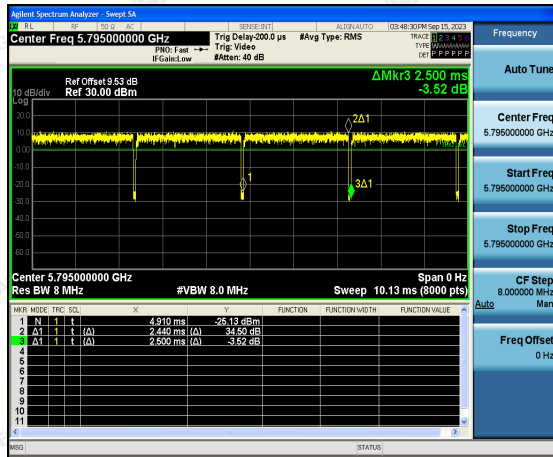 Agilent Spectrum Analyzer - Swept SA
RL RF 50 Ω AC SENSE:INT ALIGN AUTO 03:48:30 PM Sep 15, 2023
Center Freq 5.795000000 GHz
PNO: Fast
IFGain:Low
Trig Delay-200.0 µs
Trig: Video
#Atten: 40 dB
#Avg Type: RMS
TRACE 1 2 3 4 5 6
TYPE WWWWWW
DET P P P P P P
Ref Offset 9.53 dB
10 dB/div Ref 30.00 dBm
Log
ΔMkr3 2.500 ms
-3.52 dB
20.0
10.0
0.00
-10.0
-20.0
-30.0
-40.0
-50.0
-60.0
2Δ1
1
3Δ1
Center 5.795000000 GHz Span 0 Hz
Res BW 8 MHz #VBW 8.0 MHz Sweep 10.13 ms (8000 pts)
MKR MODE TRC SCL X Y FUNCTION FUNCTION WIDTH FUNCTION VALUE
1 N 1 t 4.910 ms -25.13 dBm
2 Δ1 1 t (Δ) 2.440 ms (Δ) 34.50 dB
3 Δ1 1 t (Δ) 2.500 ms (Δ) -3.52 dB
4
5
6
7
8
9
10
11
MSG STATUS
Frequency
Auto Tune
Center Freq
5.795000000 GHz
Start Freq
5.795000000 GHz
Stop Freq
5.795000000 GHz
CF Step
8.000000 MHz
Auto Man
Freq Offset
0 Hz